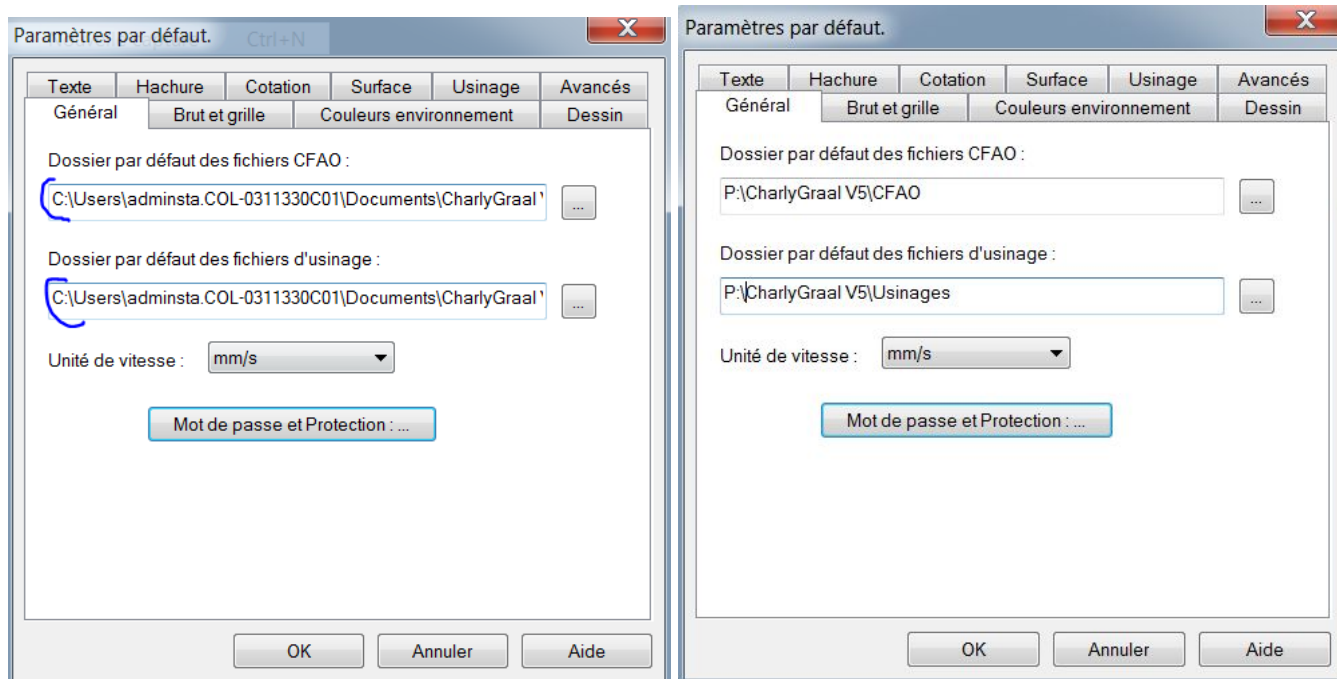 Paramètres par défaut.
Ctrl+N
Texte Hachure Cotation Surface Usinage Avancés
Général Brut et grille Couleurs environnement Dessin
Dossier par défaut des fichiers CFAO :
C:\Users\adminsta.COL-0311330C01\Documents\CharlyGraal
...
Dossier par défaut des fichiers d'usinage :
C:\Users\adminsta.COL-0311330C01\Documents\CharlyGraal
...
Unité de vitesse : mm/s
Mot de passe et Protection : ...
OK Annuler Aide
Paramètres par défaut.
Texte Hachure Cotation Surface Usinage Avancés
Général Brut et grille Couleurs environnement Dessin
Dossier par défaut des fichiers CFAO :
P:\CharlyGraal V5\CFAO
...
Dossier par défaut des fichiers d'usinage :
P:\CharlyGraal V5\Usinages
...
Unité de vitesse : mm/s
Mot de passe et Protection : ...
OK Annuler Aide